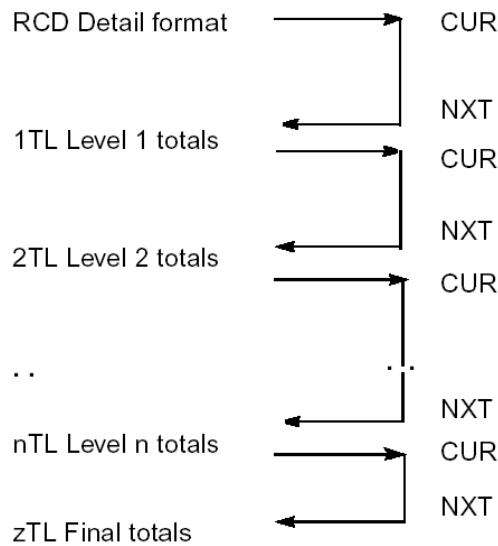 RCD Detail format CUR
NXT
1TL Level 1 totals
CUR
NXT
2TL Level 2 totals
CUR
. . . . .
NXT
nTL Level n totals
CUR
NXT
zTL Final totals